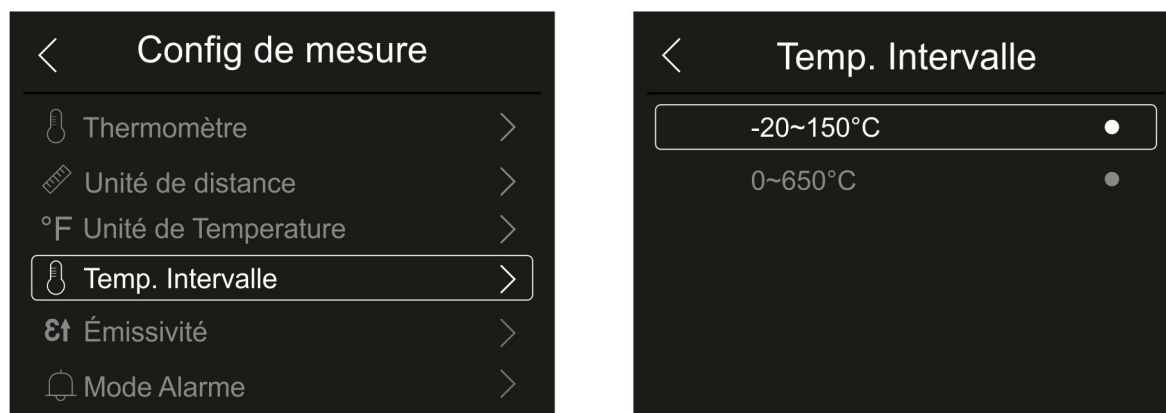 Config de mesure
Thermomètre
Unité de distance
°F Unité de Temperature
Temp. Intervalle
Ɛ Émissivité
Mode Alarme
Temp. Intervalle
-20~150°C
0~650°C